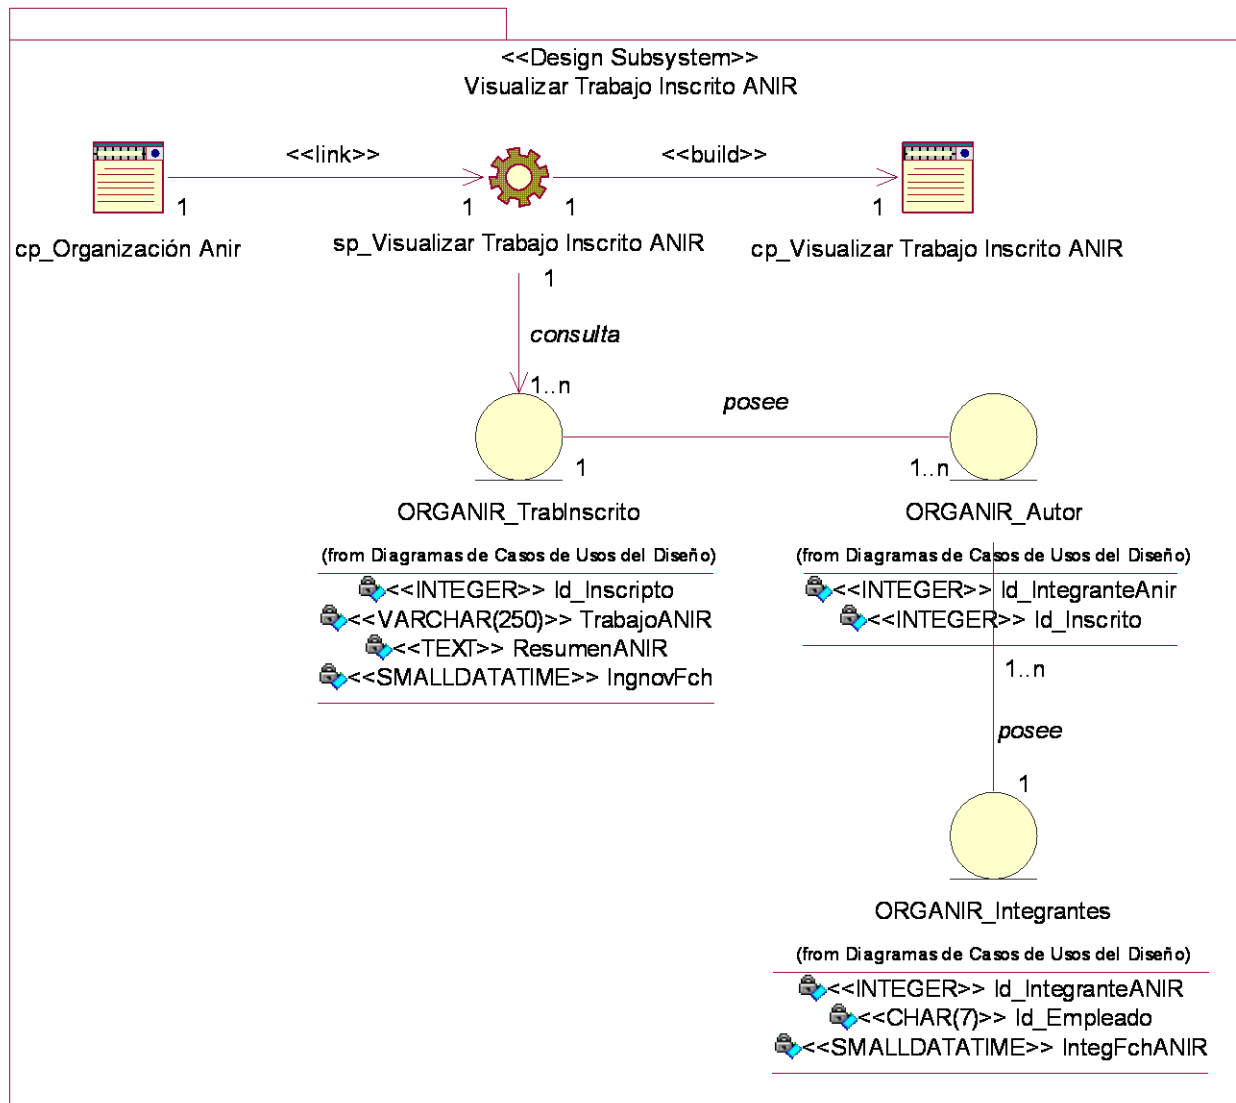 <<Design Subsystem>>
Visualizar Trabajo Inscrito ANIR
<<link>>
<<build>>
1
1
1
1
cp_Organización Anir
sp_Visualizar Trabajo Inscrito ANIR
cp_Visualizar Trabajo Inscrito ANIR
1
consulta
1..n
posee
1
1..n
ORGANIR_TrabInscrito
(from Diagramas de Casos de Usos del Diseño)
<<INTEGER>> Id_Inscripto
<<VARCHAR(250)>> TrabajoANIR
<<TEXT>> ResumenANIR
<<SMALLDATATIME>> IngnovFch
ORGANIR_Autor
(from Diagramas de Casos de Usos del Diseño)
<<INTEGER>> Id_IntegranteAnir
<<INTEGER>> Id_Inscrito
1..n
posee
1
ORGANIR_Integrantes
(from Diagramas de Casos de Usos del Diseño)
<<INTEGER>> Id_IntegranteANIR
<<CHAR(7)>> Id_Empleado
<<SMALLDATATIME>> IntegFchANIR